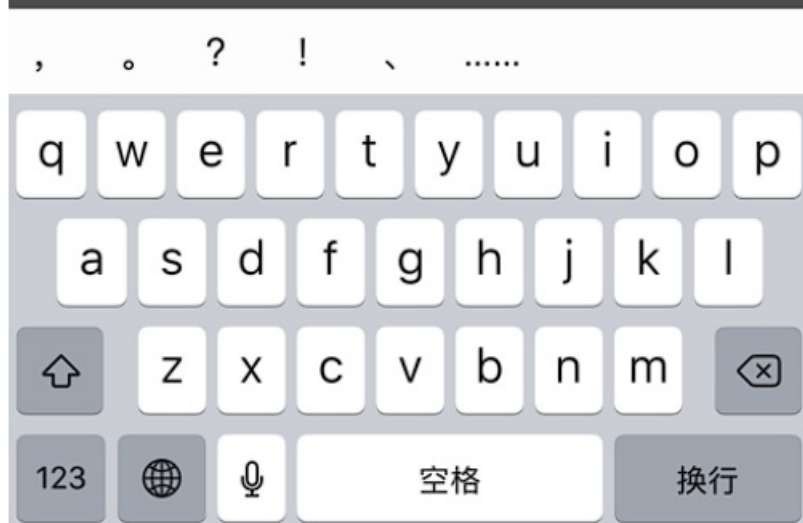 ， 。 ? ! 、 ……
q w e r t y u i o p
a s d f g h j k l
z x c v b n m
123 空格 换行